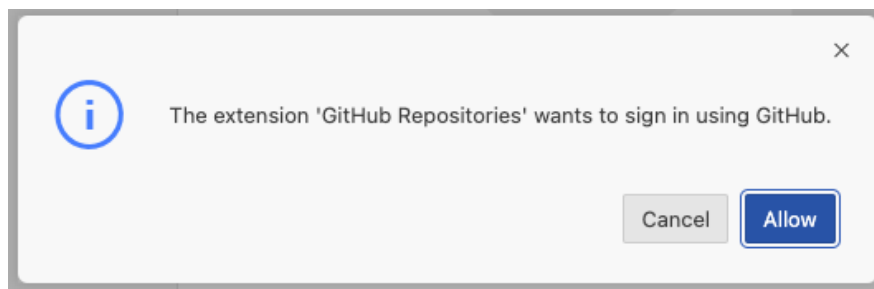 The extension 'GitHub Repositories' wants to sign in using GitHub.
Cancel Allow